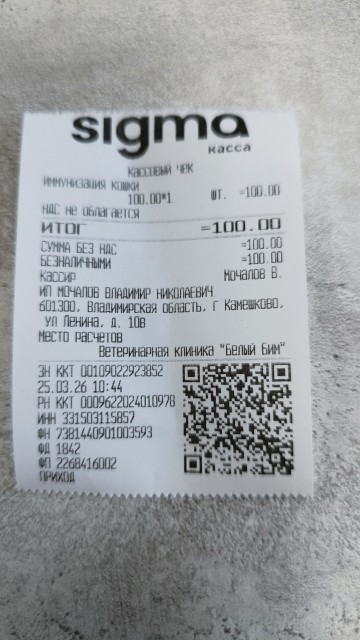 sigma
касса
КАССОВЫЙ ЧЕК
ИММУНИЗАЦИЯ КОШКИ
100.00*1 ШТ. =100.00
НДС не облагается
ИТОГ =100.00
СУММА БЕЗ НДС =100.00
БЕЗНАЛИЧНЫМИ =100.00
Кассир Мочалов В.
ИП МОЧАЛОВ ВЛАДИМИР НИКОЛАЕВИЧ
601300, Владимирская область, г Камешково,
ул Ленина, д. 10в
Место расчетов
Ветеринарная клиника "Белый Бим"
ЗН ККТ 00109022923852
25.03.26 10:44
РН ККТ 0009622024010978
ИНН 331503115857
ФН 7381440901003593
ФД 1842
ФП 2268416002
ПРИХОД